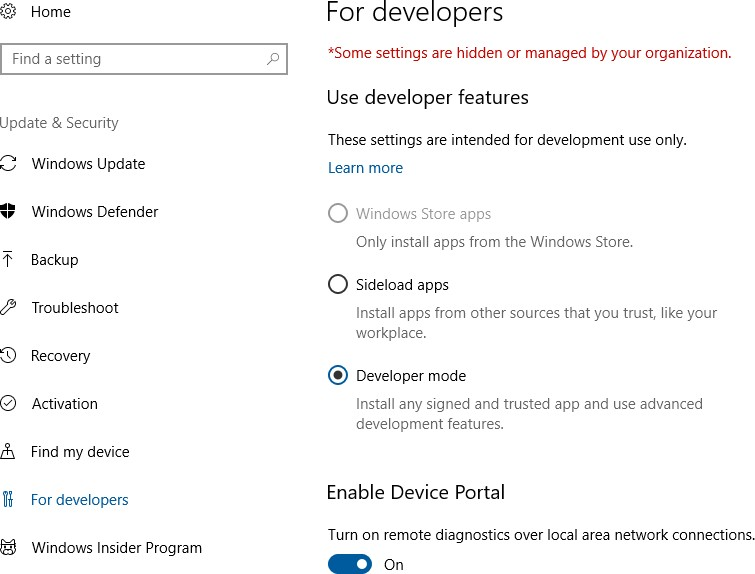 Home
Find a setting
Update & Security
Windows Update
Windows Defender
Backup
Troubleshoot
Recovery
Activation
Find my device
For developers
Windows Insider Program
For developers
*Some settings are hidden or managed by your organization.
Use developer features
These settings are intended for development use only.
Learn more
Windows Store apps
Only install apps from the Windows Store.
Sideload apps
Install apps from other sources that you trust, like your
workplace.
Developer mode
Install any signed and trusted app and use advanced
development features.
Enable Device Portal
Turn on remote diagnostics over local area network connections.
On